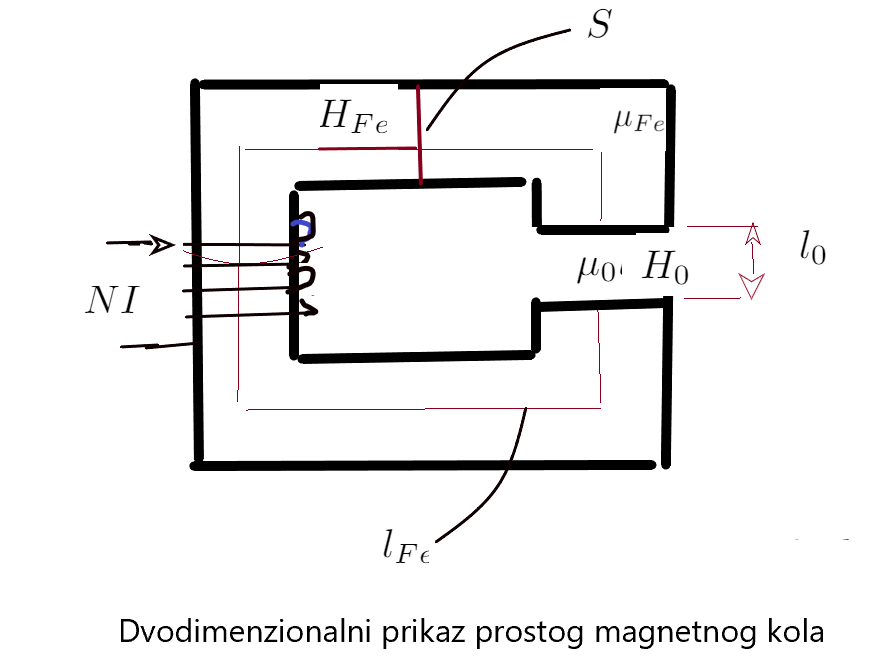 S
H_{Fe}
μ_{Fe}
μ_0 H_0
l_0
NI
l_{Fe}
Dvodimenzionalni prikaz prostog magnetnog kola